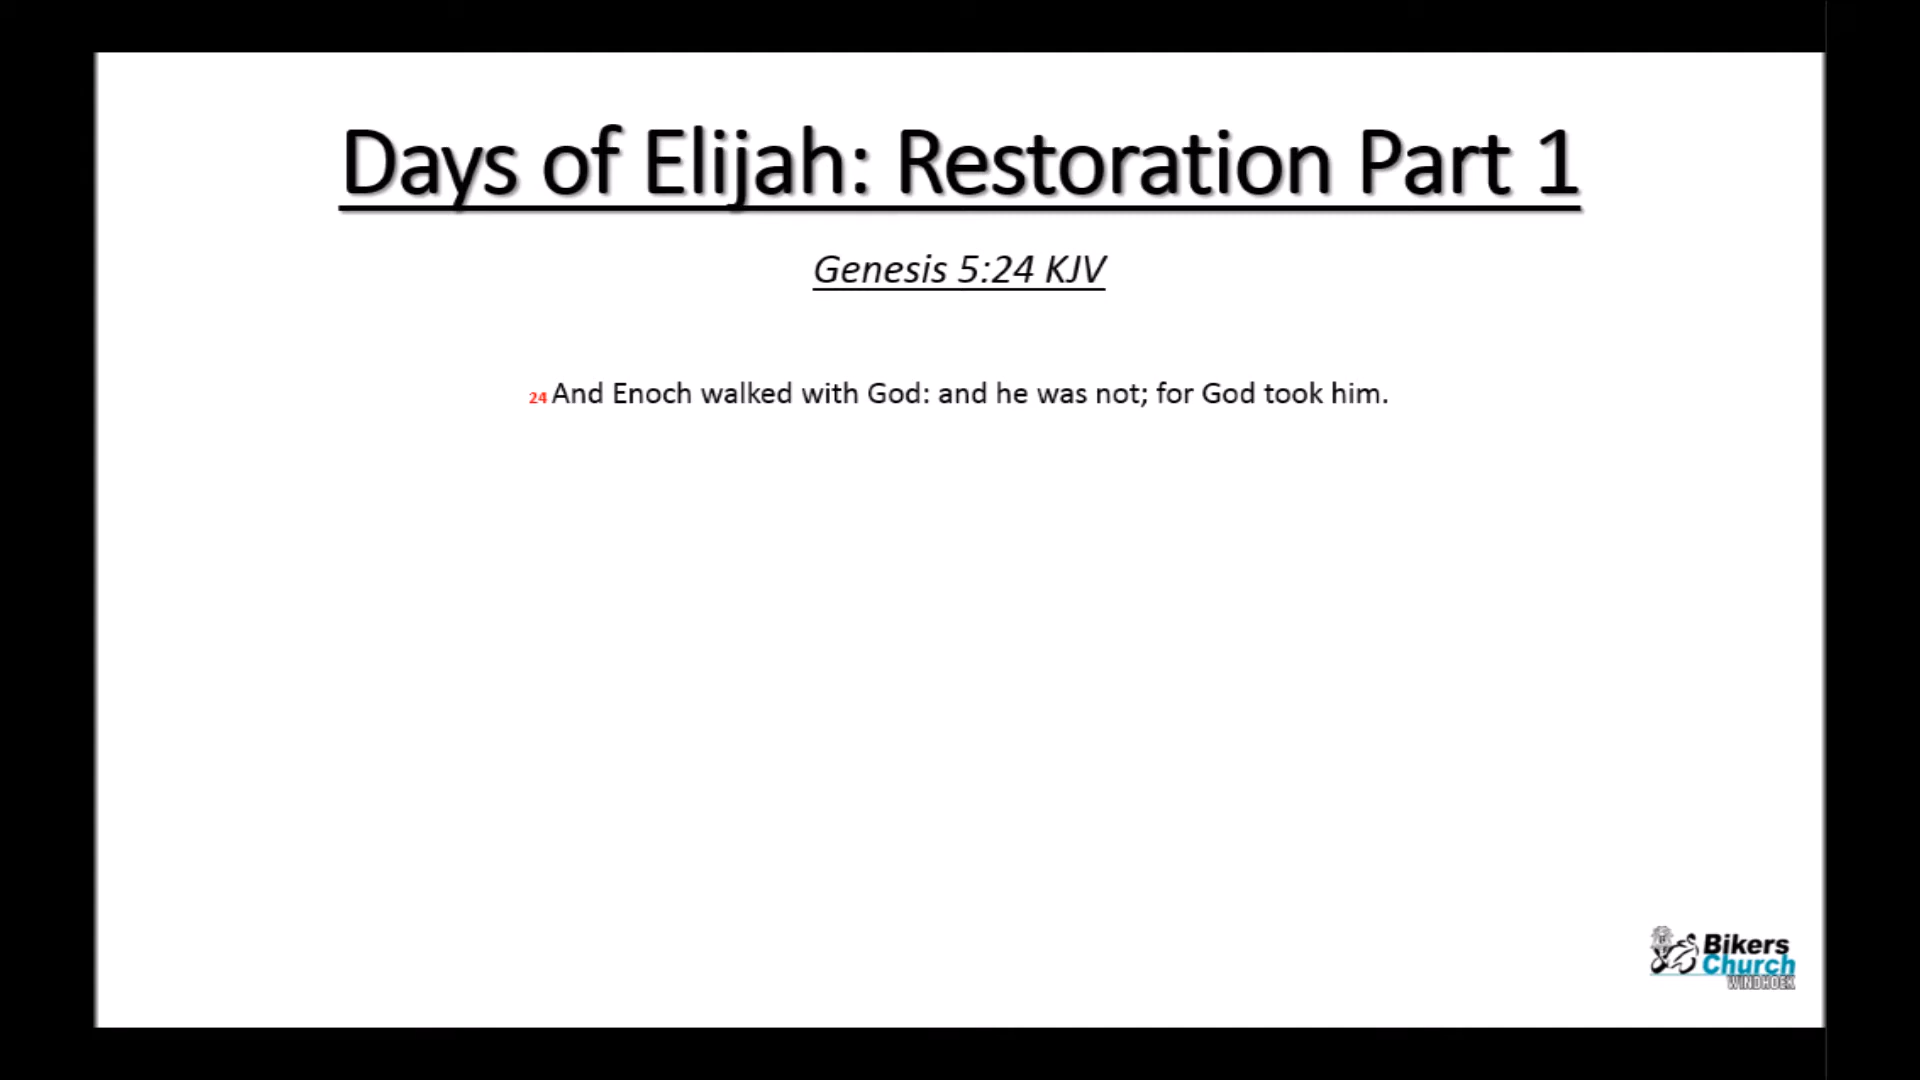 Days of Elijah: Restoration Part 1
Genesis 5:24 KJV
24 And Enoch walked with God: and he was not; for God took him.
Bikers
Church
WINDHOEK